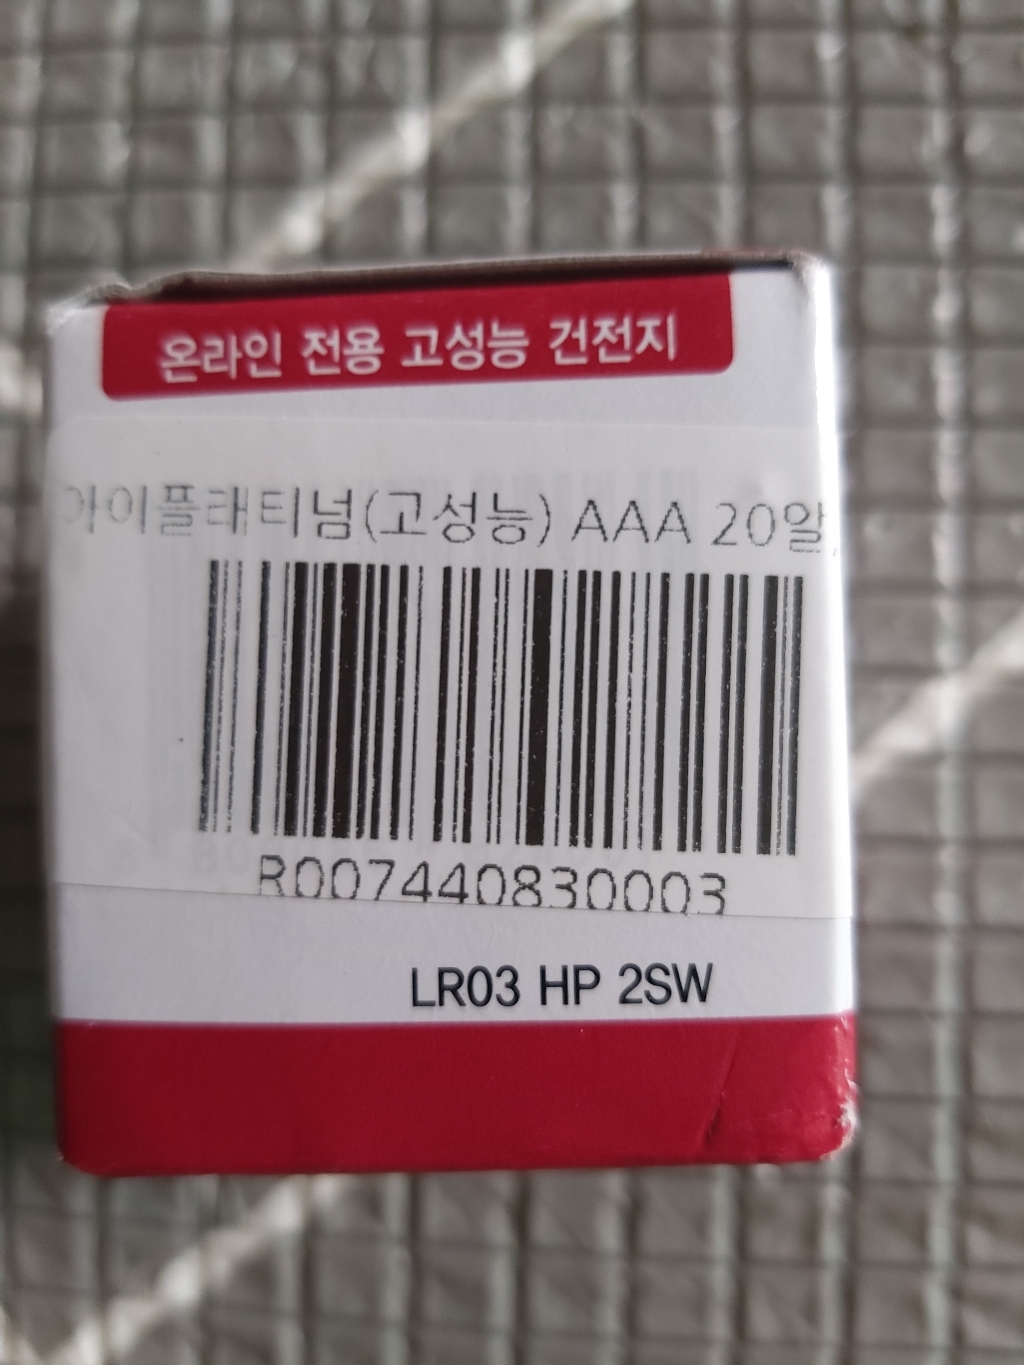 온라인 전용 고성능 건전지
아이플래티넘(고성능) AAA 20알
R007440830003
LR03 HP 2SW